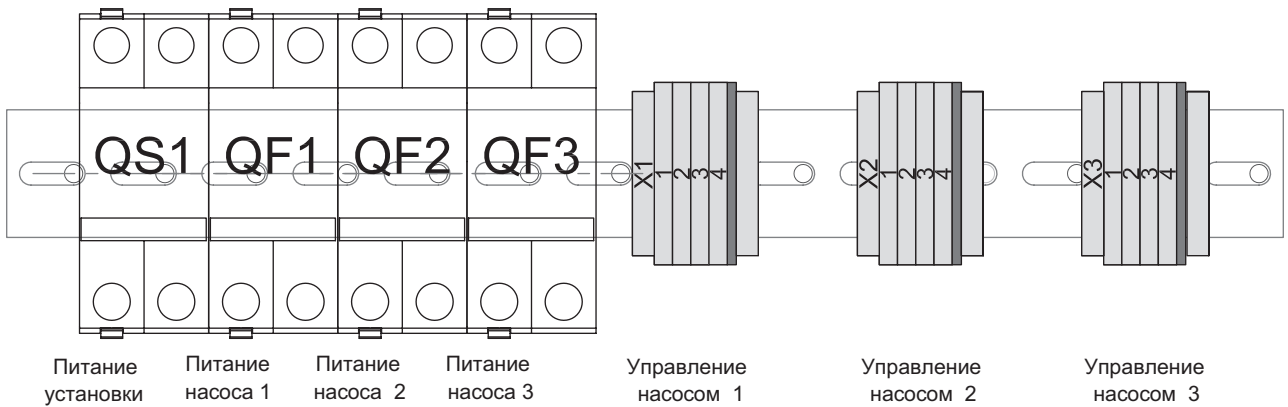 QS1 QF1 QF2 QF3
X1 1 2 3 4
X2 1 2 3 4
X3 1 2 3 4
Питание
установки
Питание
насоса 1
Питание
насоса 2
Питание
насоса 3
Управление
насосом 1
Управление
насосом 2
Управление
насосом 3